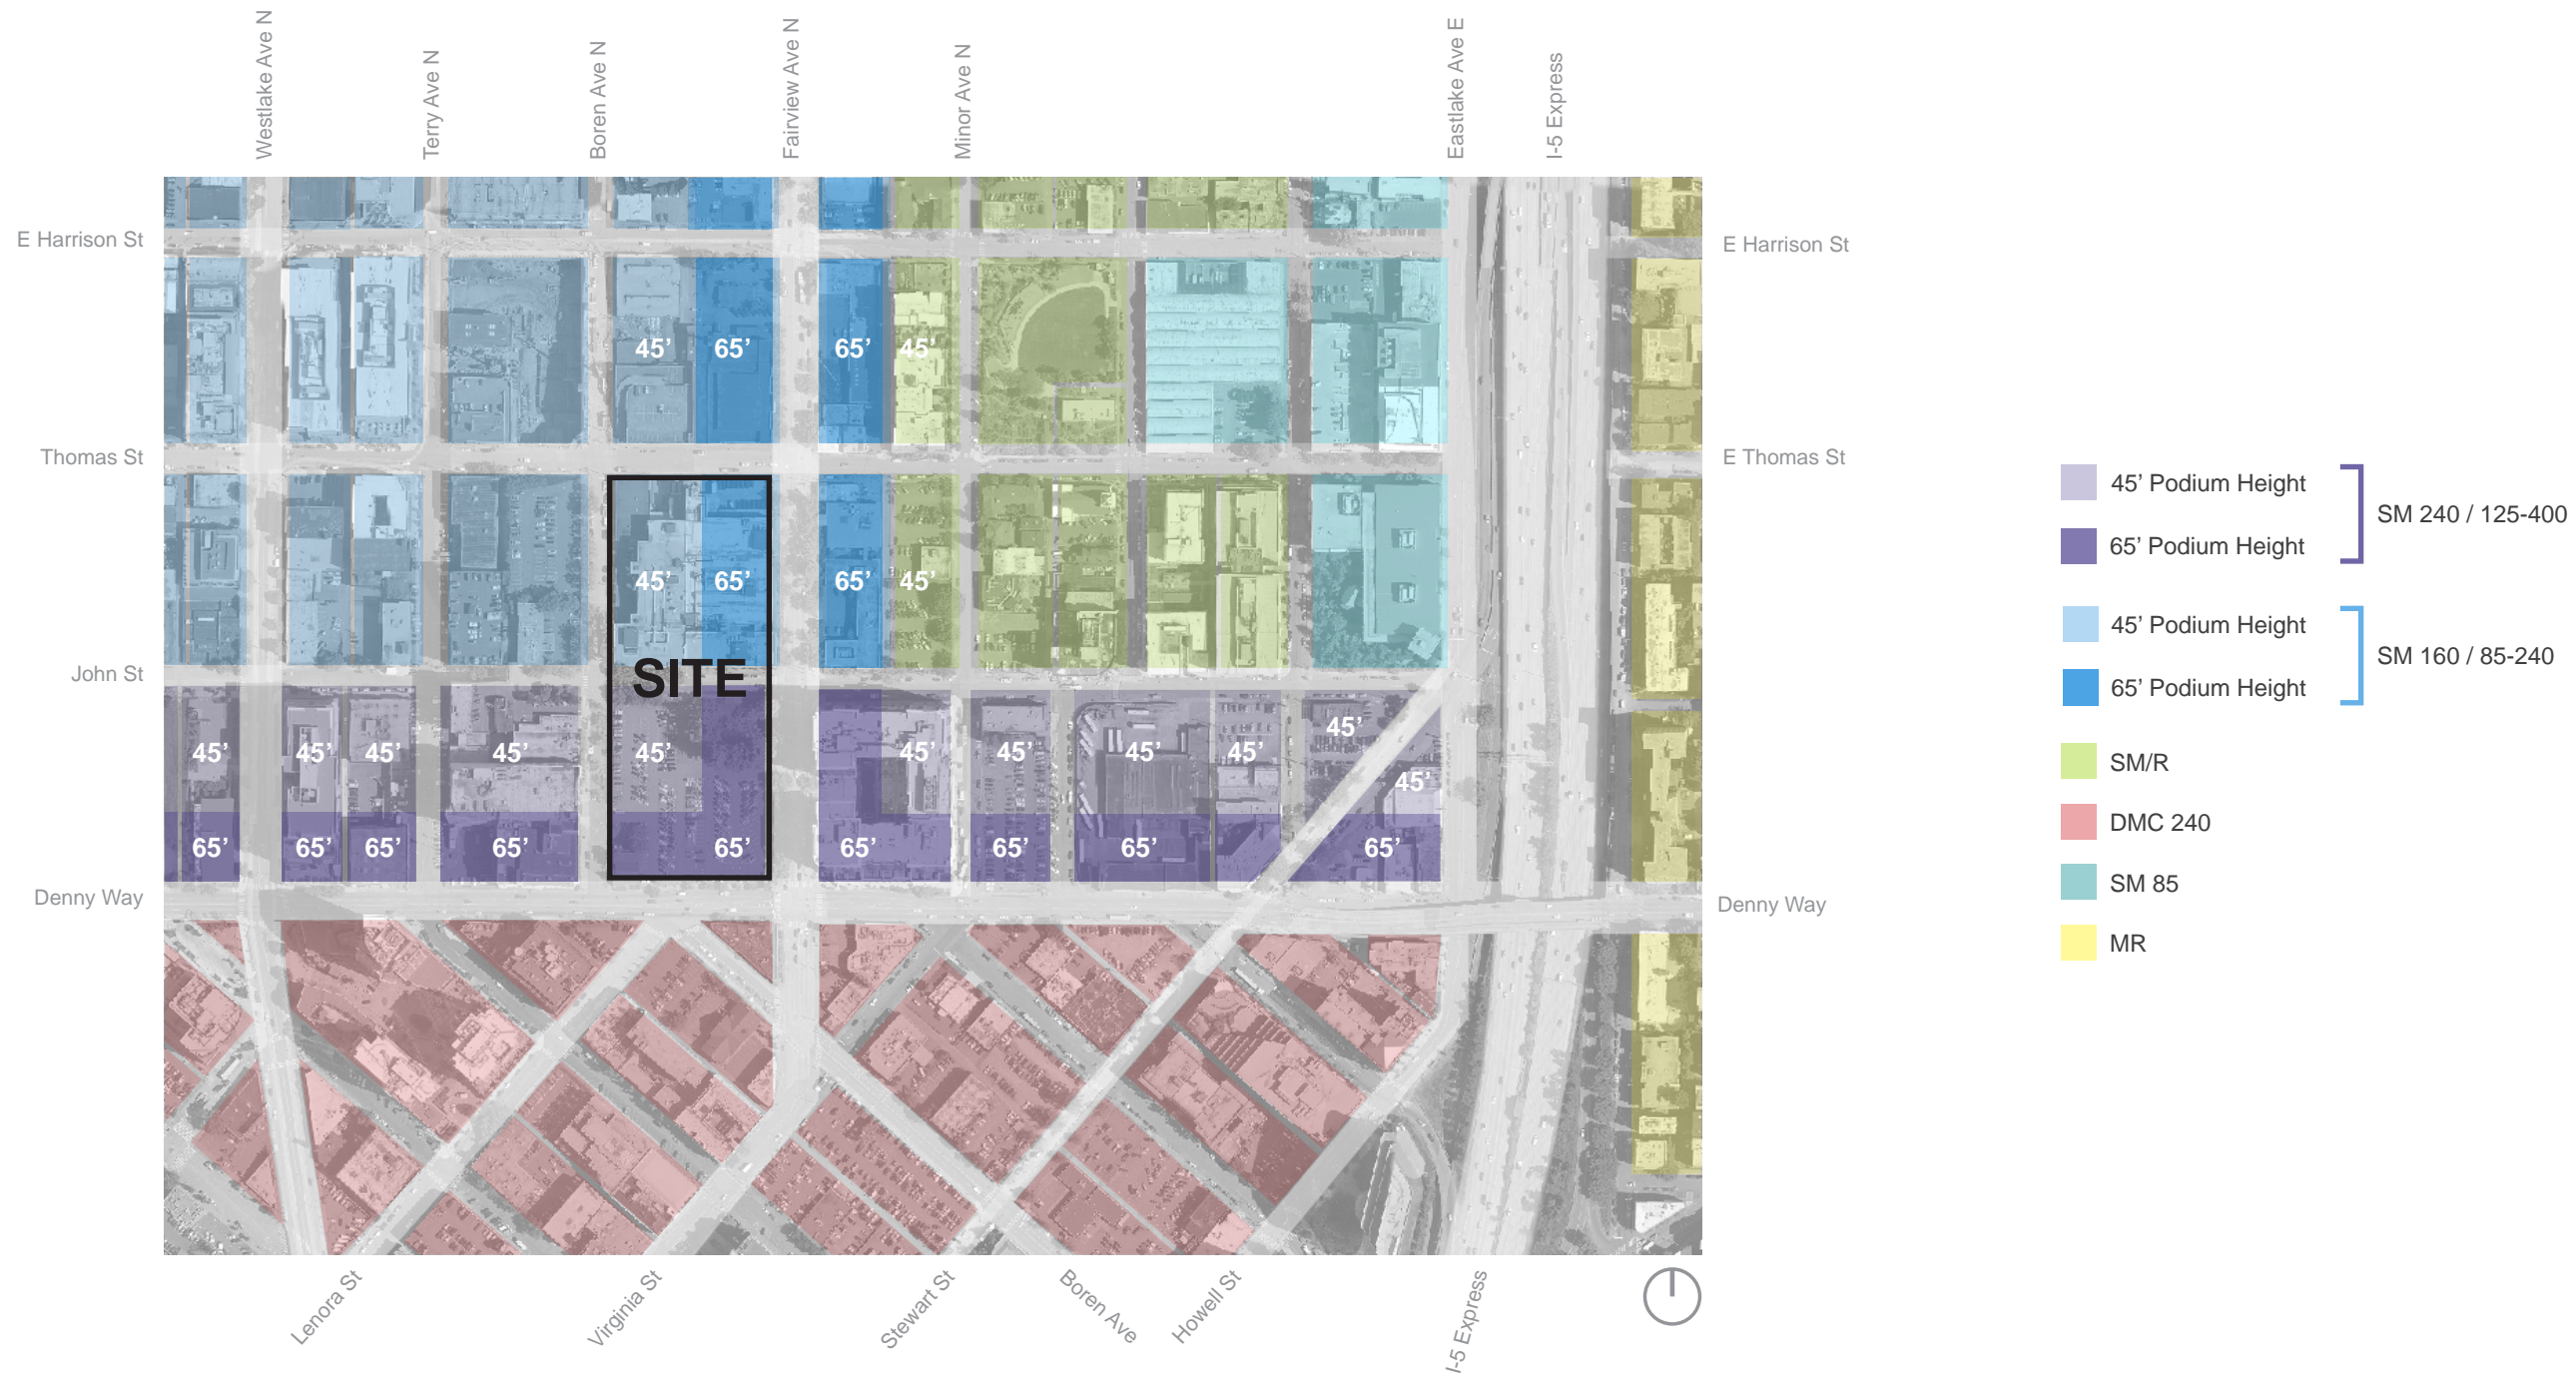 Westlake Ave N
Terry Ave N
Boren Ave N
Fairview Ave N
Minor Ave N
Eastlake Ave E
I-5 Express
E Harrison St
E Harrison St
45’ 65’ 65’ 45’
Thomas St
E Thomas St
45’ 65’ 65’ 45’
John St
SITE
45’ 45’ 45’ 45’ 45’ 45’ 45’ 45’ 45’ 45’ 45’
65’ 65’ 65’ 65’ 65’ 65’ 65’ 65’ 65’
Denny Way
Denny Way
Lenora St
Virginia St
Stewart St
Boren Ave
Howell St
I-5 Express
45’ Podium Height
65’ Podium Height
SM 240 / 125-400
45’ Podium Height
65’ Podium Height
SM 160 / 85-240
SM/R
DMC 240
SM 85
MR